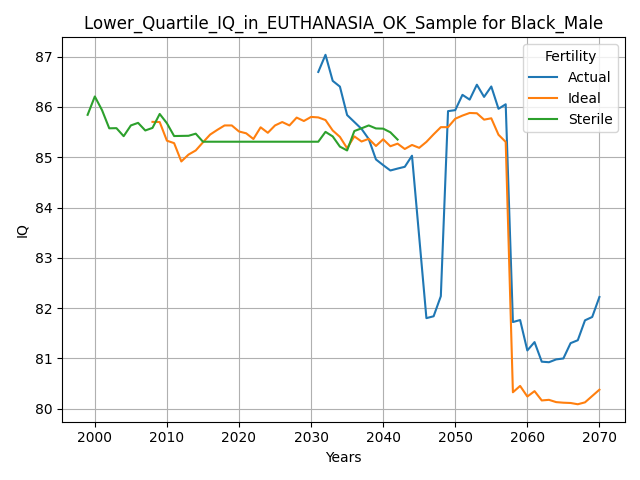 Lower_Quartile_IQ_in_EUTHANASIA_OK_Sample for Black_Male
Fertility
Actual
Ideal
Sterile
IQ
87
86
85
84
83
82
81
80
2000
2010
2020
2030
2040
2050
2060
2070
Years